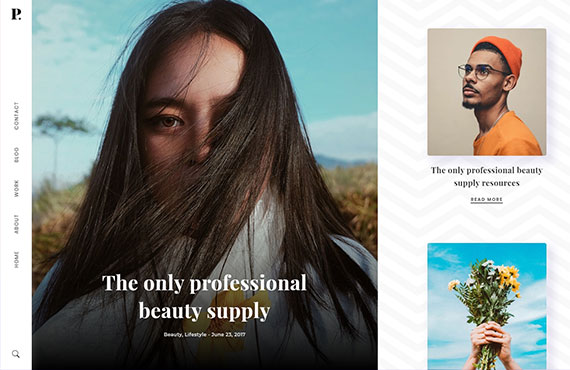 P.
CONTACT
BLOG
WORK
ABOUT
HOME
The only professional
beauty supply
Beauty, Lifestyle - June 23, 2017
The only professional beauty
supply resources
READ MORE